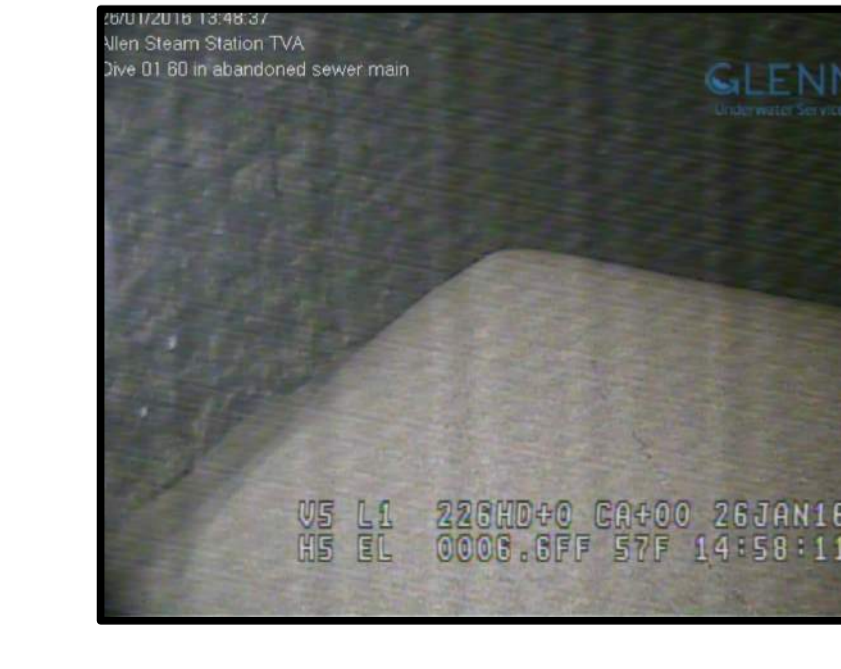 26/01/2016 13:48:37
Allen Steam Station TVA
Dive 01 60 in abandoned sewer main
GLENN
Underwater Service
V5 L1 226HD+0 CA+00 26JAN16
H5 EL 0006.6FF 57F 14:58:11